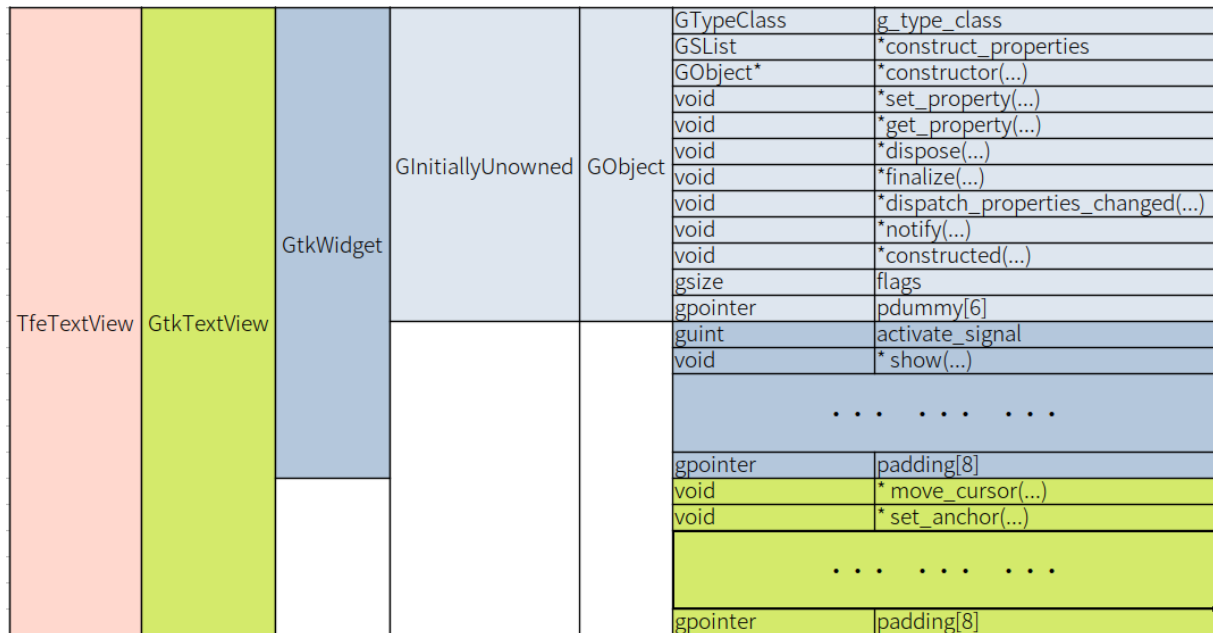 GTypeClass g_type_class
GSList *construct_properties
GObject* *constructor(...)
void *set_property(...)
void *get_property(...)
void *dispose(...)
GInitiallyUnowned GObject
void *finalize(...)
void *dispatch_properties_changed(...)
void *notify(...)
GtkWidget
void *constructed(...)
gsize flags
gpointer pdummy[6]
TfeTextView GtkTextView
guint activate_signal
void * show(...)
... ... ...
gpointer padding[8]
void * move_cursor(...)
void * set_anchor(...)
... ... ...
gpointer padding[8]